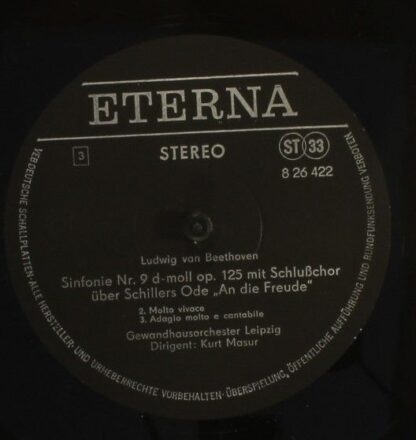 ETERNA
3
STEREO
ST 33
8 26 422
Ludwig van Beethoven
Sinfonie Nr. 9 d-moll op. 125 mit Schlußchor
über Schillers Ode „An die Freude“
2. Molto vivace
3. Adagio molto e cantabile
Gewandhausorchester Leipzig
Dirigent: Kurt Masur
VEB DEUTSCHE SCHALLPLATTEN · ALLE HERSTELLER- UND URHEBERRECHTE VORBEHALTEN · ÜBERSPIELUNG, ÖFFENTLICHE AUFFÜHRUNG UND RUNDFUNKSENDUNG VERBOTEN